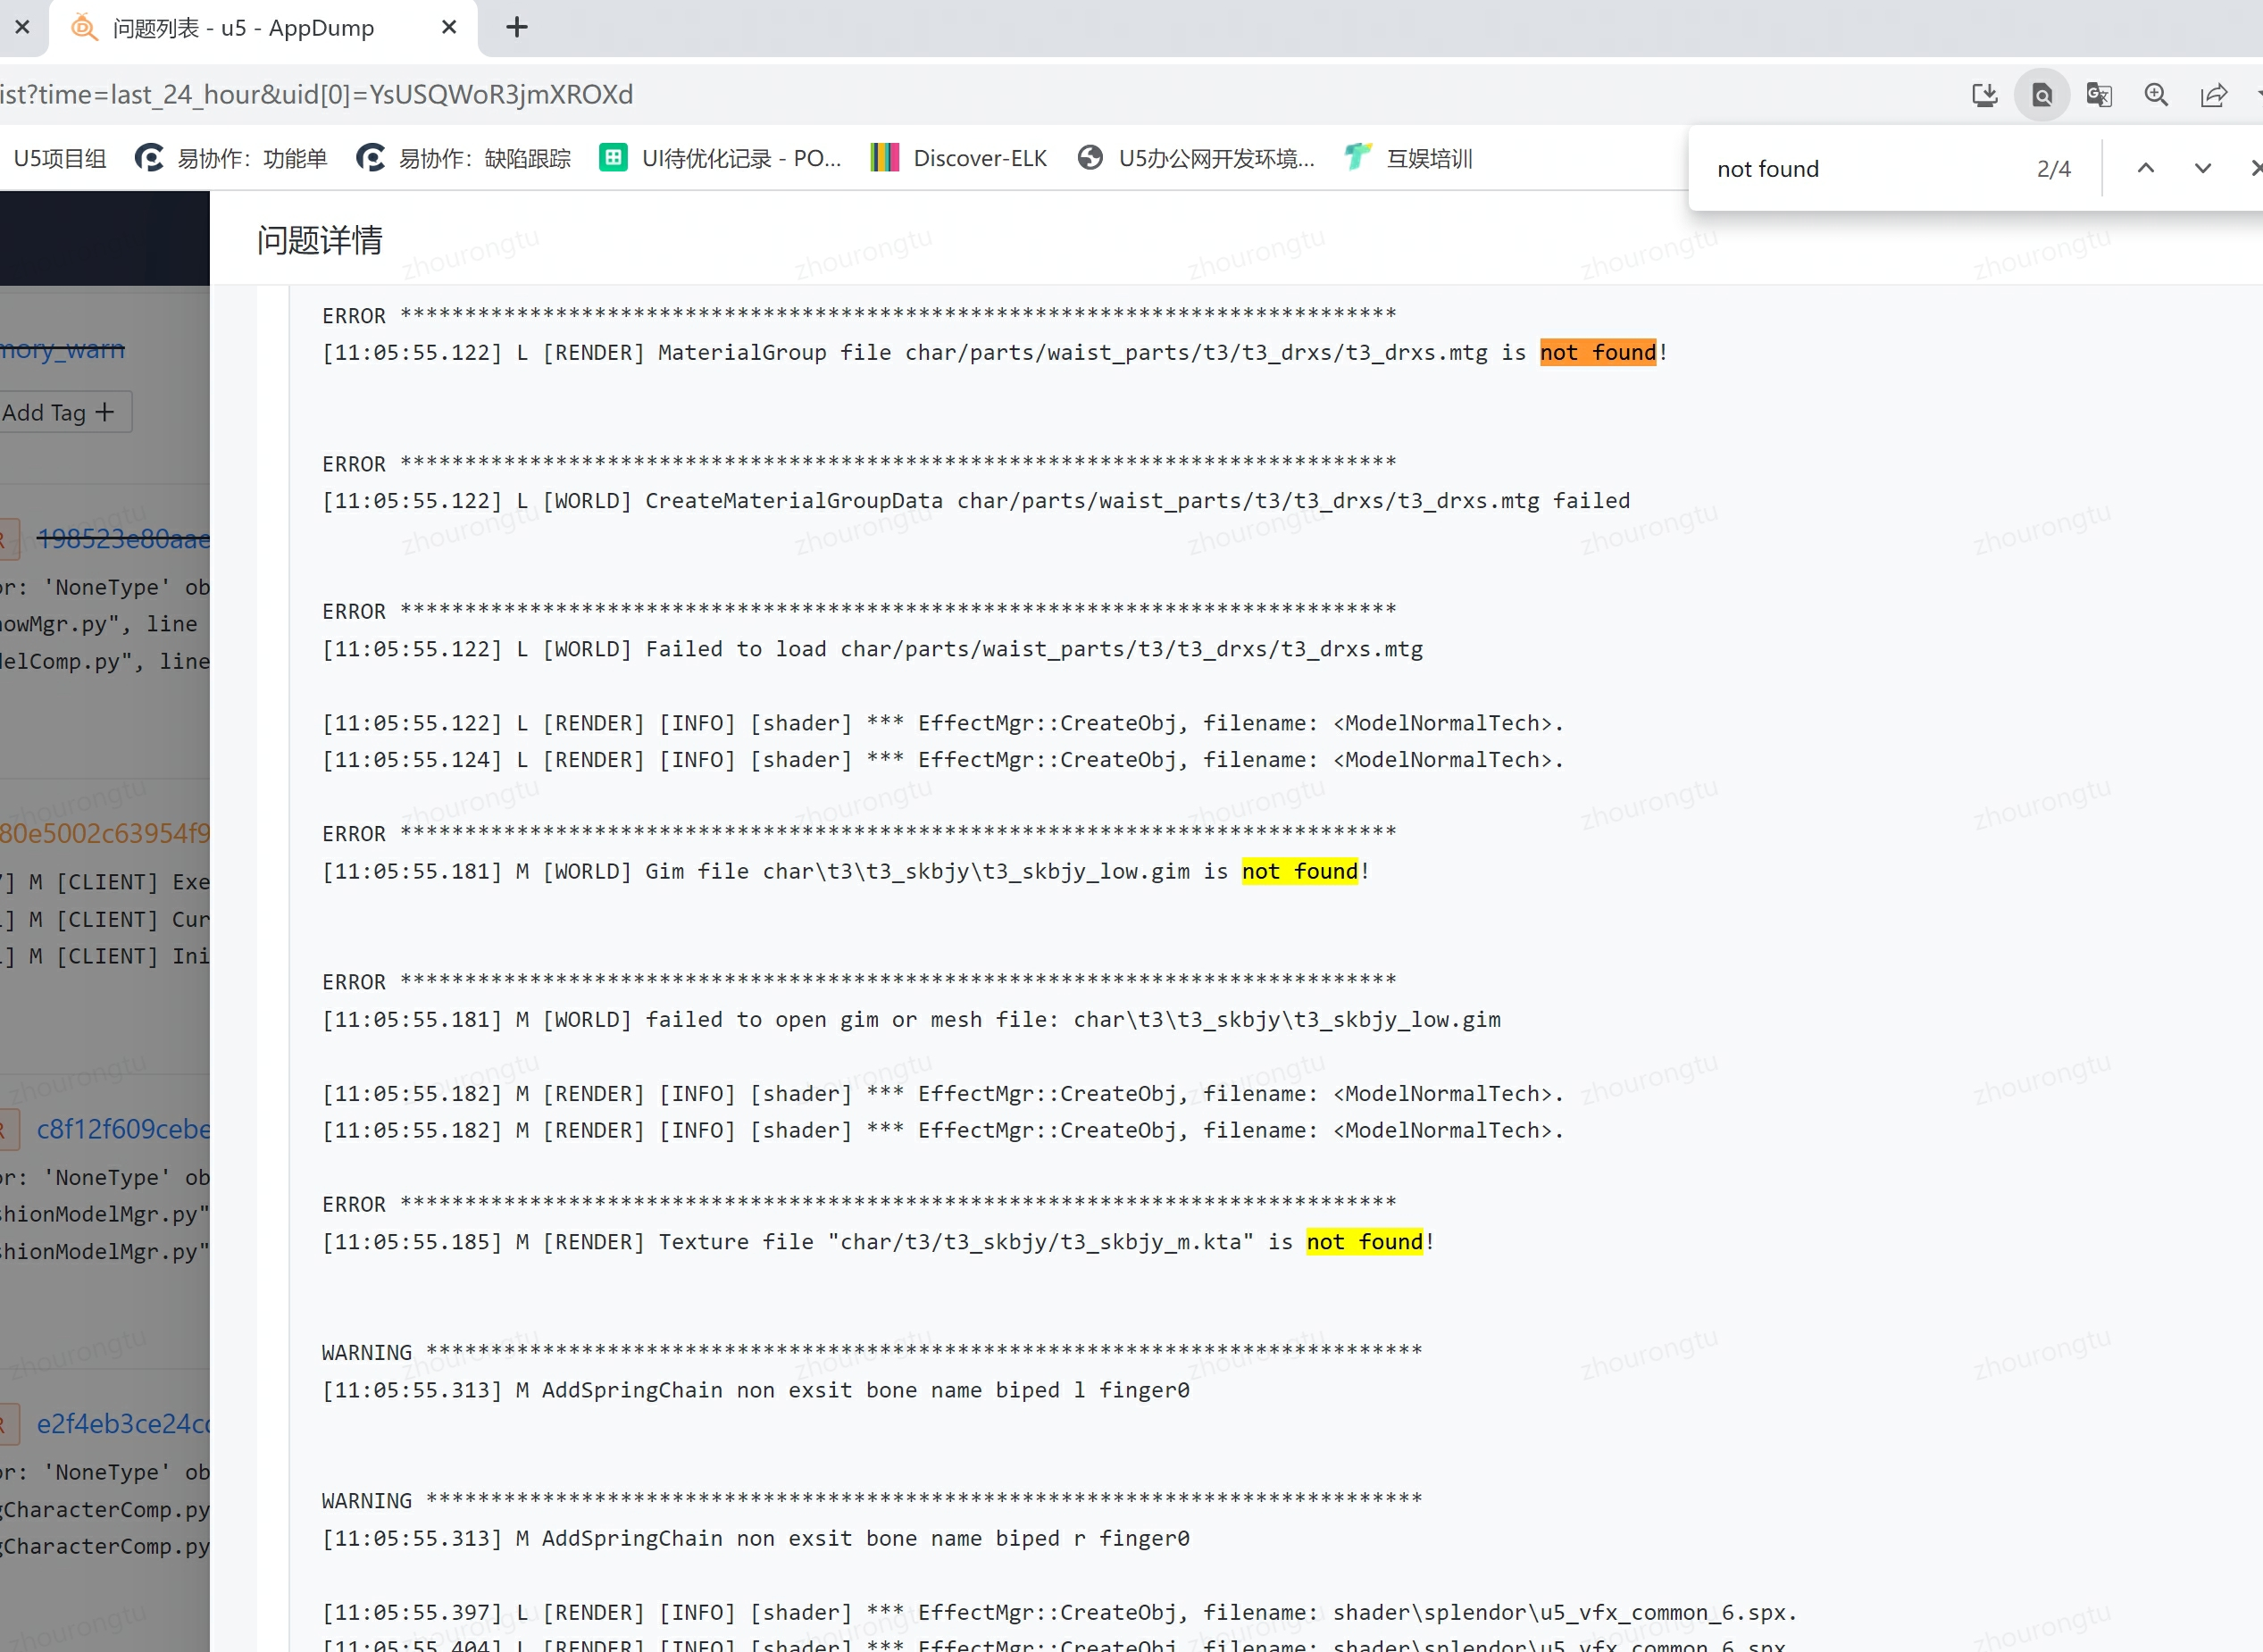 问题列表 - u5 - AppDump
ist?time=last_24_hour&uid[0]=YsUSQWoR3jmXROXd
U5项目组 易协作：功能单 易协作：缺陷跟踪 UI待优化记录 - PO... Discover-ELK U5办公网开发环境... 互娱培训
not found 2/4
问题详情
mory_warn
Add Tag
198523e80aae
or: 'NoneType' ob
owMgr.py", line
elComp.py", line
80e5002c63954f9
] M [CLIENT] Exe
] M [CLIENT] Cur
] M [CLIENT] Ini
c8f12f609cebe
or: 'NoneType' ob
shionModelMgr.py"
shionModelMgr.py"
e2f4eb3ce24c
or: 'NoneType' ob
gCharacterComp.py
gCharacterComp.py
ERROR *****************************************************************************
[11:05:55.122] L [RENDER] MaterialGroup file char/parts/waist_parts/t3/t3_drxs/t3_drxs.mtg is not found!
ERROR *****************************************************************************
[11:05:55.122] L [WORLD] CreateMaterialGroupData char/parts/waist_parts/t3/t3_drxs/t3_drxs.mtg failed
ERROR *****************************************************************************
[11:05:55.122] L [WORLD] Failed to load char/parts/waist_parts/t3/t3_drxs/t3_drxs.mtg
[11:05:55.122] L [RENDER] [INFO] [shader] *** EffectMgr::CreateObj, filename: <ModelNormalTech>.
[11:05:55.124] L [RENDER] [INFO] [shader] *** EffectMgr::CreateObj, filename: <ModelNormalTech>.
ERROR *****************************************************************************
[11:05:55.181] M [WORLD] Gim file char\t3\t3_skbjy\t3_skbjy_low.gim is not found!
ERROR *****************************************************************************
[11:05:55.181] M [WORLD] failed to open gim or mesh file: char\t3\t3_skbjy\t3_skbjy_low.gim
[11:05:55.182] M [RENDER] [INFO] [shader] *** EffectMgr::CreateObj, filename: <ModelNormalTech>.
[11:05:55.182] M [RENDER] [INFO] [shader] *** EffectMgr::CreateObj, filename: <ModelNormalTech>.
ERROR *****************************************************************************
[11:05:55.185] M [RENDER] Texture file "char/t3/t3_skbjy/t3_skbjy_m.kta" is not found!
WARNING *****************************************************************************
[11:05:55.313] M AddSpringChain non exsit bone name biped l finger0
WARNING *****************************************************************************
[11:05:55.313] M AddSpringChain non exsit bone name biped r finger0
[11:05:55.397] L [RENDER] [INFO] [shader] *** EffectMgr::CreateObj, filename: shader\splendor\u5_vfx_common_6.spx.
[11:05:55.404] L [RENDER] [INFO] [shader] *** EffectMgr::CreateObj, filename: shader\splendor\u5_vfx_common_6.spx
zhourongtu